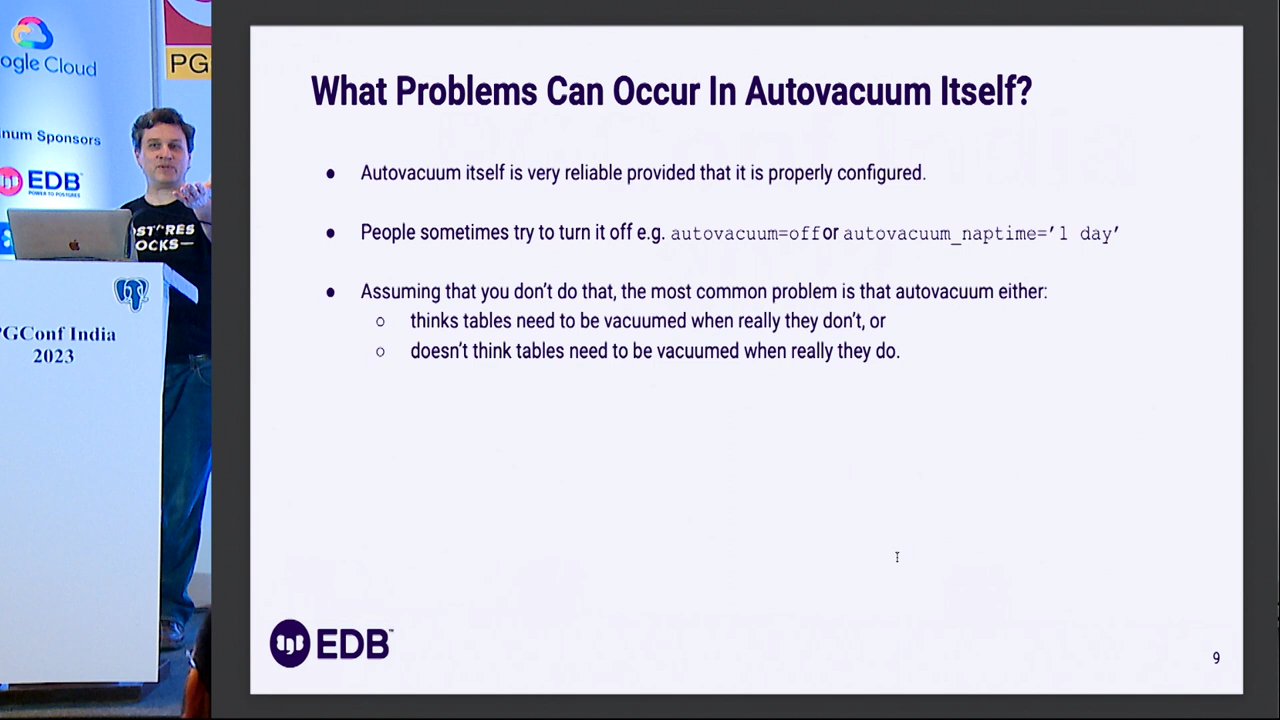 ogle Cloud
PG
num Sponsors
EDB
POWER TO POSTGRES
OST RES
OCKS—
PGConf India
2023
What Problems Can Occur In Autovacuum Itself?
● Autovacuum itself is very reliable provided that it is properly configured.
● People sometimes try to turn it off e.g. autovacuum=off or autovacuum_naptime=’1 day’
● Assuming that you don’t do that, the most common problem is that autovacuum either:
○ thinks tables need to be vacuumed when really they don’t, or
○ doesn’t think tables need to be vacuumed when really they do.
EDB™
9